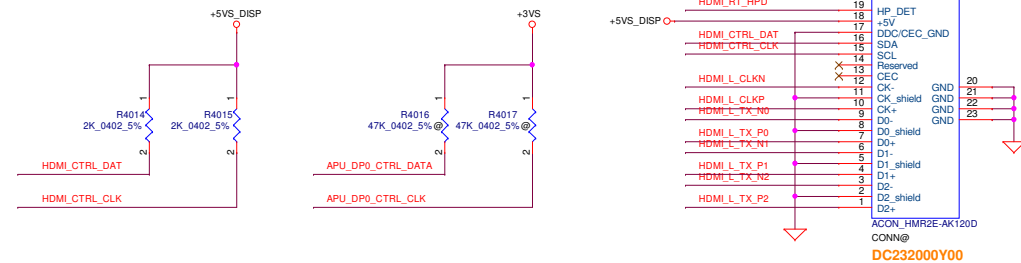 +5VS_DISP
1
1
R4014
2K_0402_5%
R4015
2K_0402_5%
2
2
HDMI_CTRL_DAT
HDMI_CTRL_CLK
+3VS
1
1
R4016
47K_0402_5%@
R4017
47K_0402_5%@
2
2
APU_DP0_CTRL_DATA
APU_DP0_CTRL_CLK
HDMI_RT_HPD
+5VS_DISP
HDMI_CTRL_DAT
HDMI_CTRL_CLK
HDMI_L_CLKN
HDMI_L_CLKP
HDMI_L_TX_N0
HDMI_L_TX_P0
HDMI_L_TX_N1
HDMI_L_TX_P1
HDMI_L_TX_N2
HDMI_L_TX_P2
19 HP_DET
18 +5V
17 DDC/CEC_GND
16 SDA
15 SCL
14 Reserved
13 CEC
12 CK- GND 20
11 CK_shield GND 21
10 CK+ GND 22
9 D0- GND 23
8 D0_shield
7 D0+
6 D1-
5 D1_shield
4 D1+
3 D2-
2 D2_shield
1 D2+
ACON_HMR2E-AK120D
CONN@
DC232000Y00